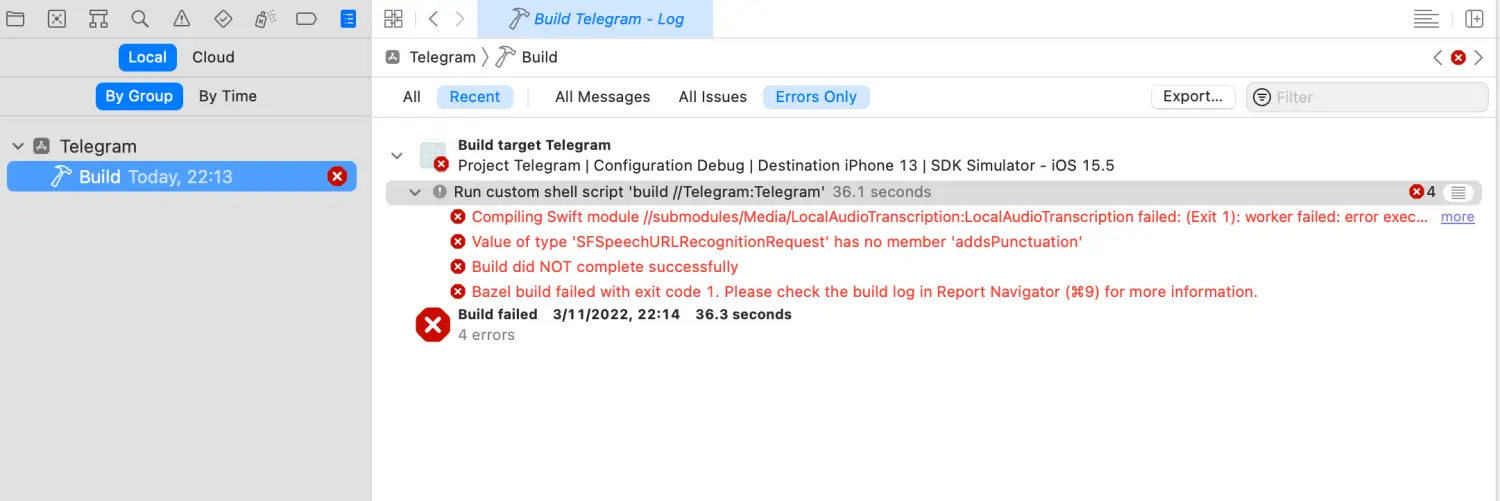 Build Telegram - Log
Local Cloud
Telegram Build
By Group By Time
All Recent All Messages All Issues Errors Only Export... Filter
Telegram
Build Today, 22:13
Build target Telegram
Project Telegram | Configuration Debug | Destination iPhone 13 | SDK Simulator - iOS 15.5
Run custom shell script 'build //Telegram:Telegram' 36.1 seconds 4
Compiling Swift module //submodules/Media/LocalAudioTranscription:LocalAudioTranscription failed: (Exit 1): worker failed: error exec... more
Value of type 'SFSpeechURLRecognitionRequest' has no member 'addsPunctuation'
Build did NOT complete successfully
Bazel build failed with exit code 1. Please check the build log in Report Navigator (⌘9) for more information.
Build failed 3/11/2022, 22:14 36.3 seconds
4 errors